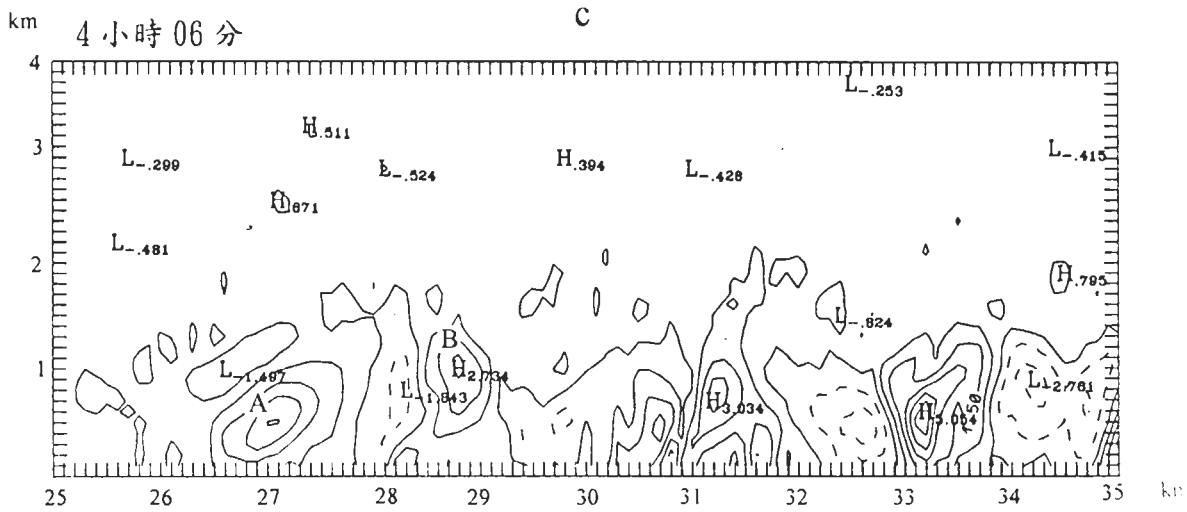 km
4小時06分
C
4
L-.253
H.511
3
L-.299
L-.524
H.394
L-.428
L-.415
H.671
L-.481
2
H.795
L-.824
B
1
L-1.497
H2.734
L-1.843
L-2.761
A
H3.034
H5.054
25 26 27 28 29 30 31 32 33 34 35